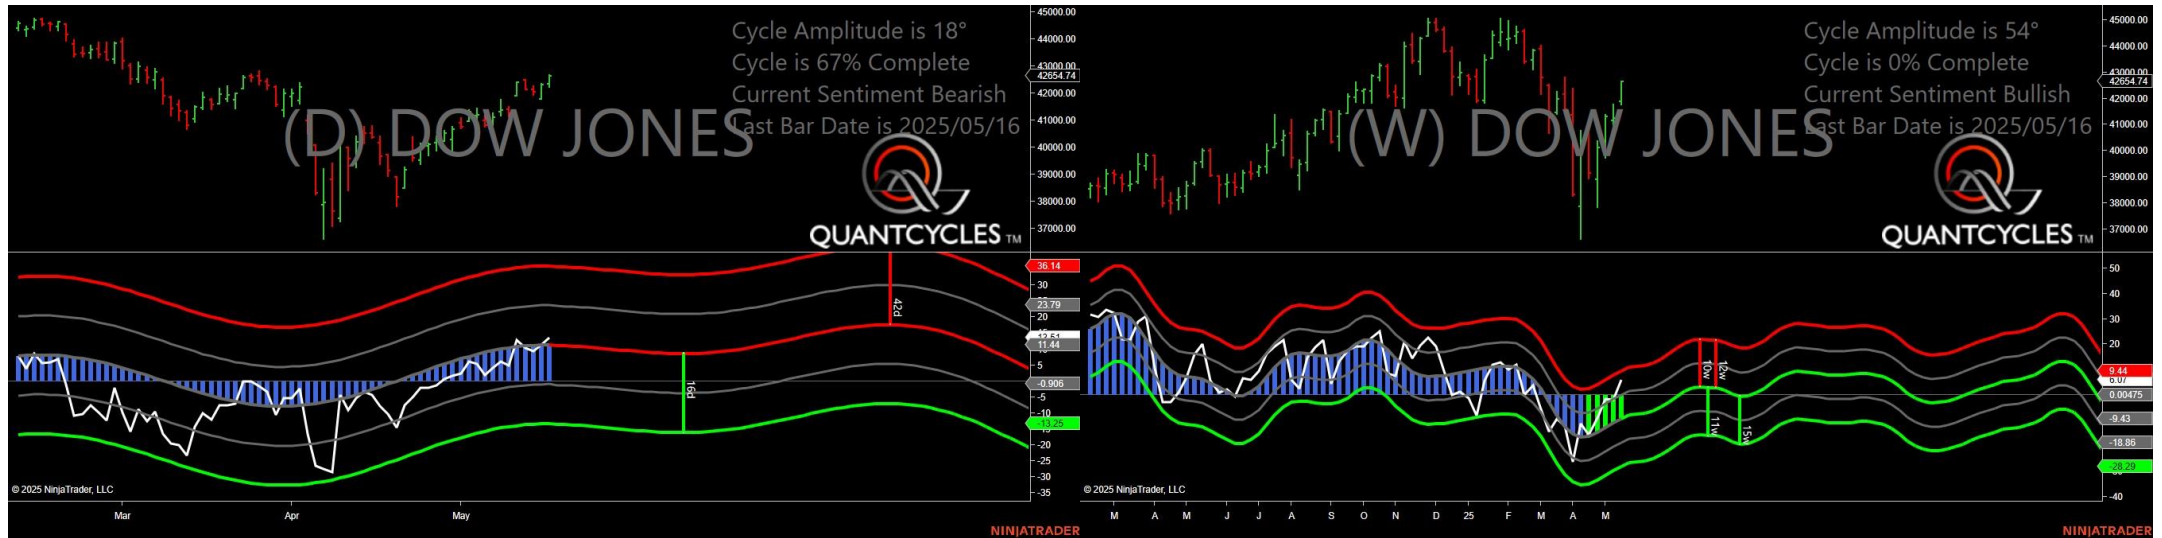 Cycle Amplitude is 18°
Cycle is 67% Complete
Current Sentiment Bearish
Last Bar Date is 2025/05/16
(D) DOW JONES
QUANTCYCLES TM
45000.00
44000.00
43000.00
42654.74
42000.00
41000.00
40000.00
39000.00
38000.00
37000.00
36.14
30
23.79
20
11.44
5
-0.906
-5
-10
-13.25
-20
-25
-30
-35
42d
16d
© 2025 NinjaTrader, LLC
Mar
Apr
May
NINJATRADER
Cycle Amplitude is 54°
Cycle is 0% Complete
Current Sentiment Bullish
Last Bar Date is 2025/05/16
(W) DOW JONES
QUANTCYCLES TM
45000.00
44000.00
43000.00
42654.74
42000.00
41000.00
40000.00
39000.00
38000.00
37000.00
50
40
30
20
9.44
6.07
0.00475
-9.43
-18.86
-28.29
-40
10w
12w
11w
15w
© 2025 NinjaTrader, LLC
M A M J J A S O N D 25 F M A M
NINJATRADER